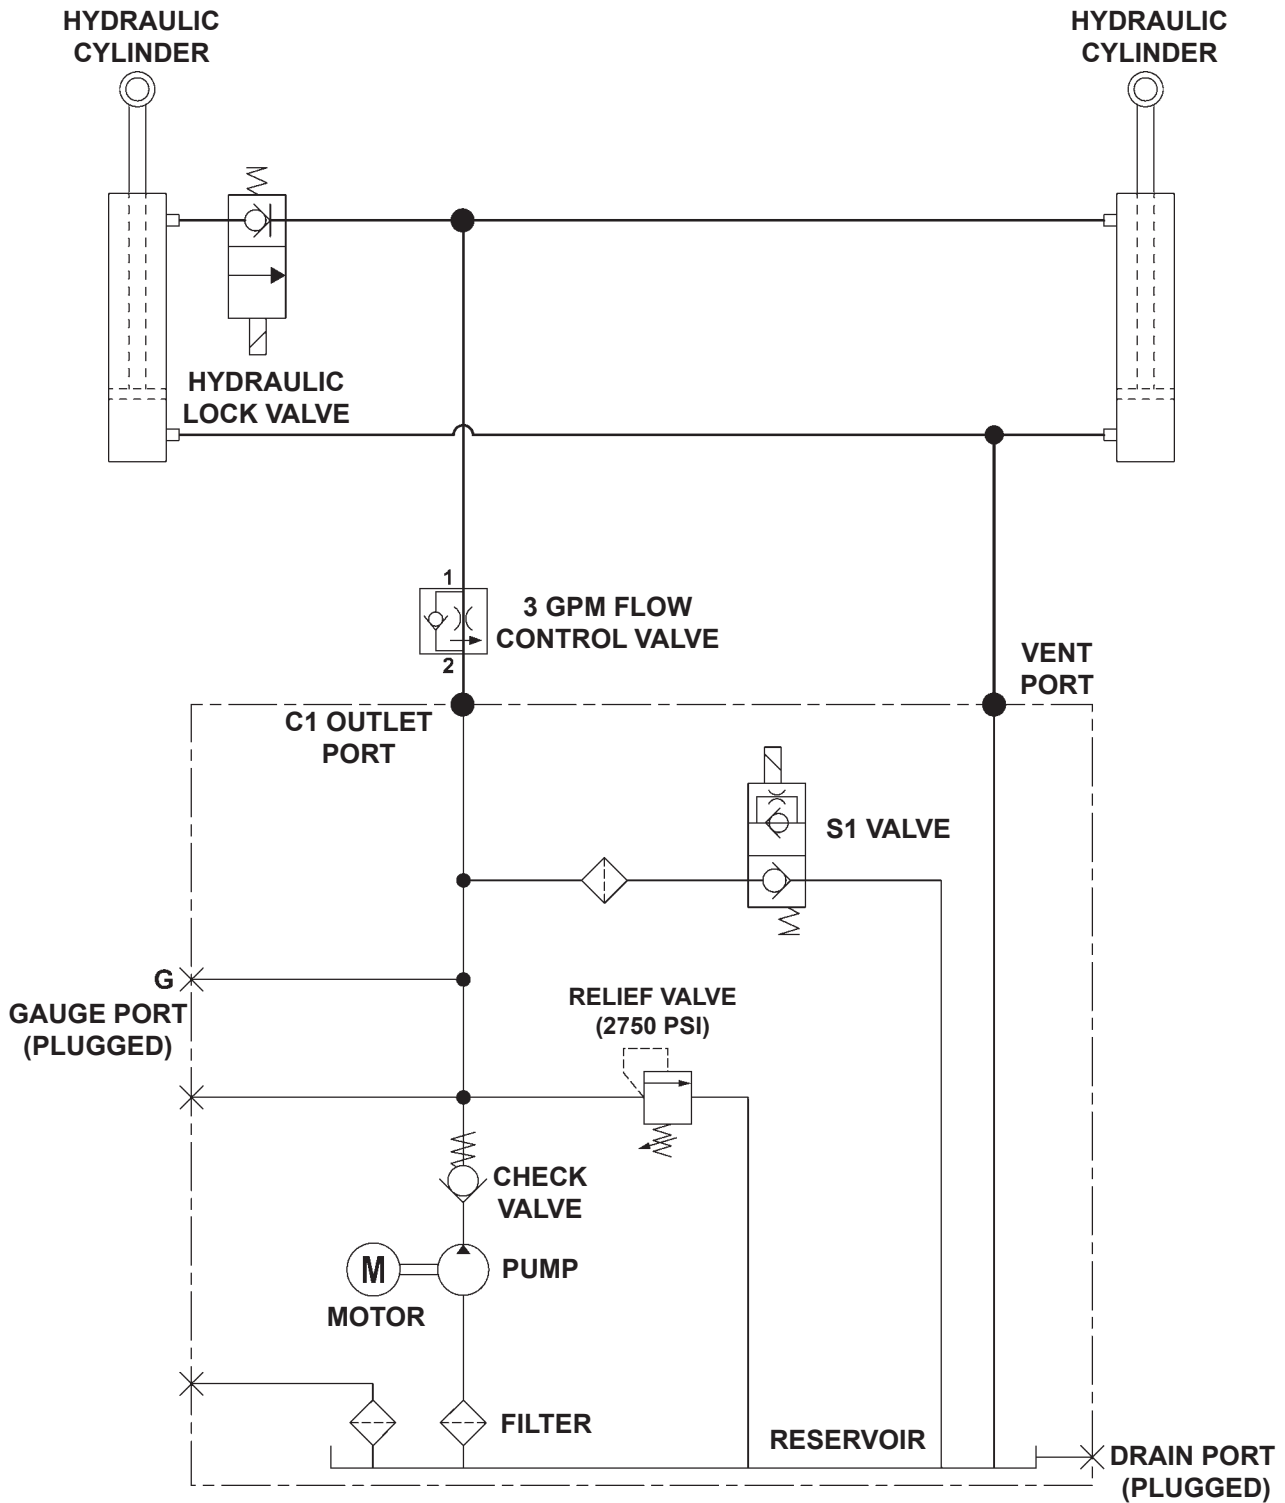 HYDRAULIC
CYLINDER
HYDRAULIC
CYLINDER
HYDRAULIC
LOCK VALVE
1
3 GPM FLOW
CONTROL VALVE
2
VENT
PORT
C1 OUTLET
PORT
S1 VALVE
G
GAUGE PORT
(PLUGGED)
RELIEF VALVE
(2750 PSI)
CHECK
VALVE
M
PUMP
MOTOR
FILTER
RESERVOIR
DRAIN PORT
(PLUGGED)